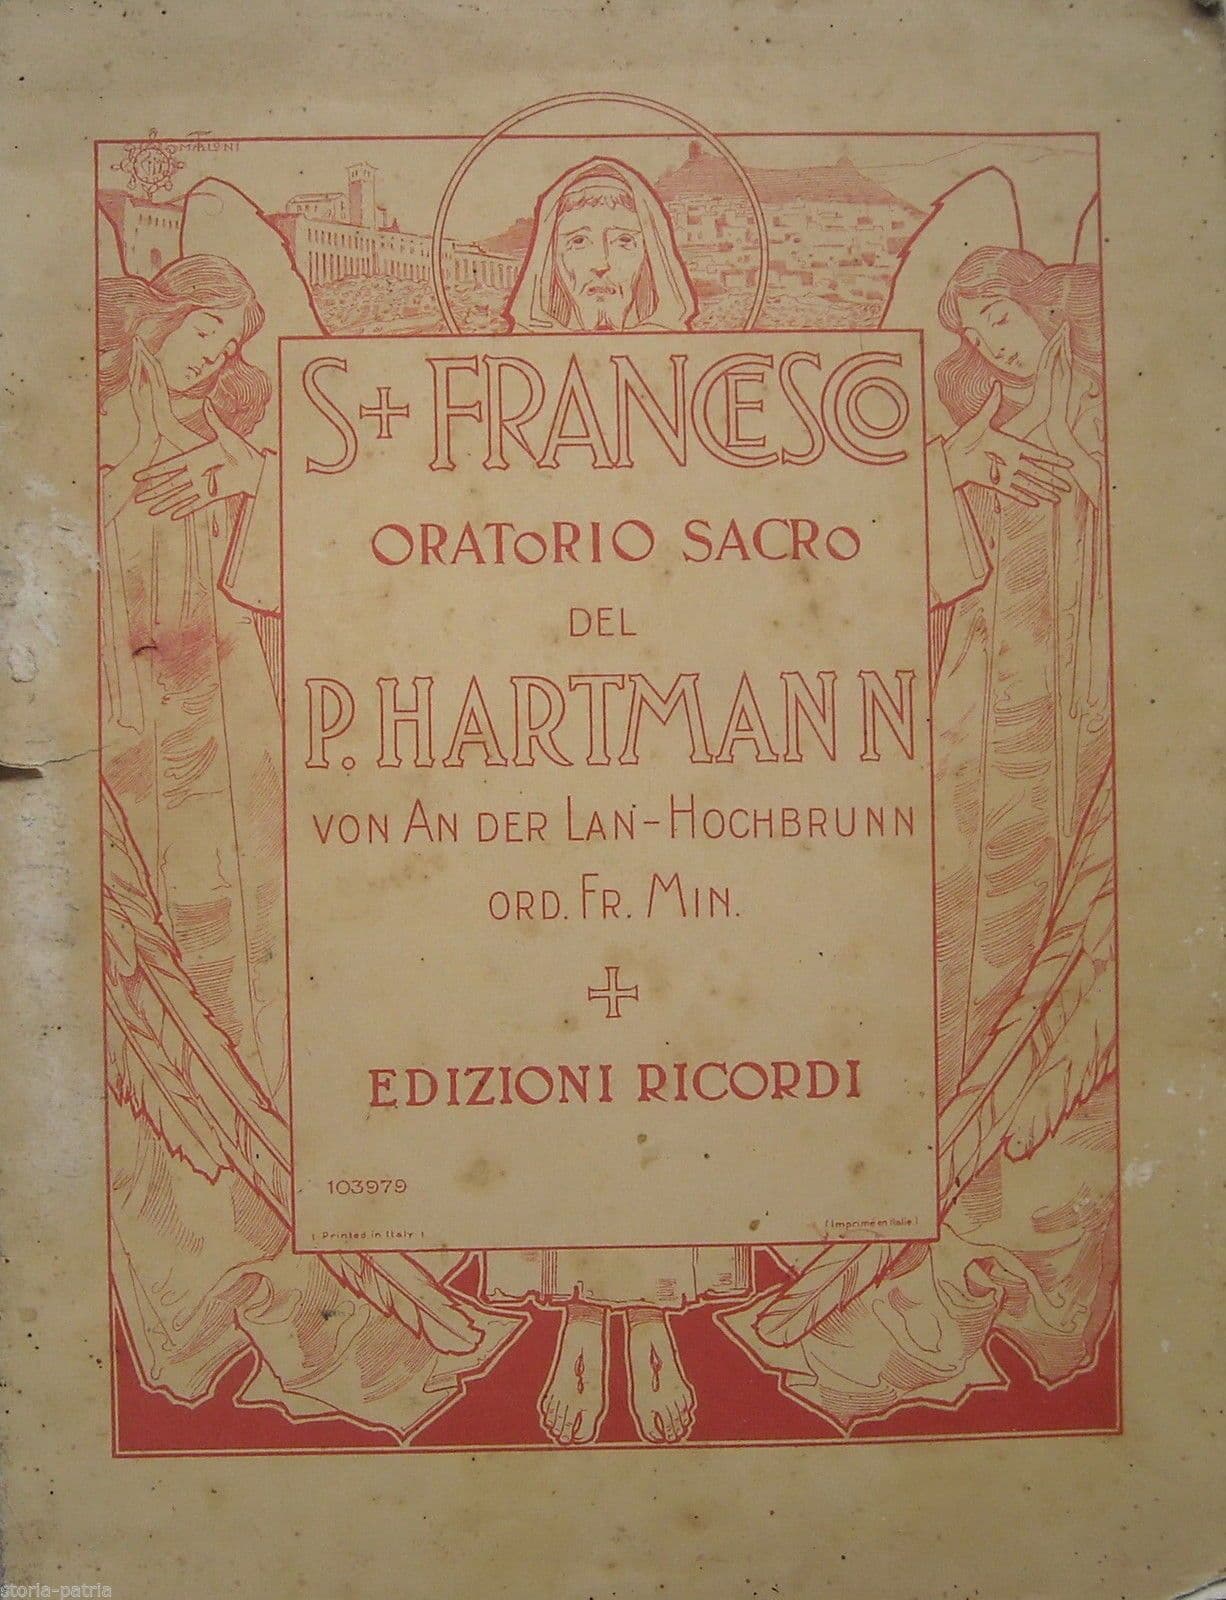 MATALONI
S+FRANCESCO
ORATORIO SACRO
DEL
P. HARTMANN
VON AN DER LAN-HOCHBRUNN
ORD. FR. MIN.
EDIZIONI RICORDI
103979
(Printed in Italy)
(Imprimé en Italie)
storia-patria